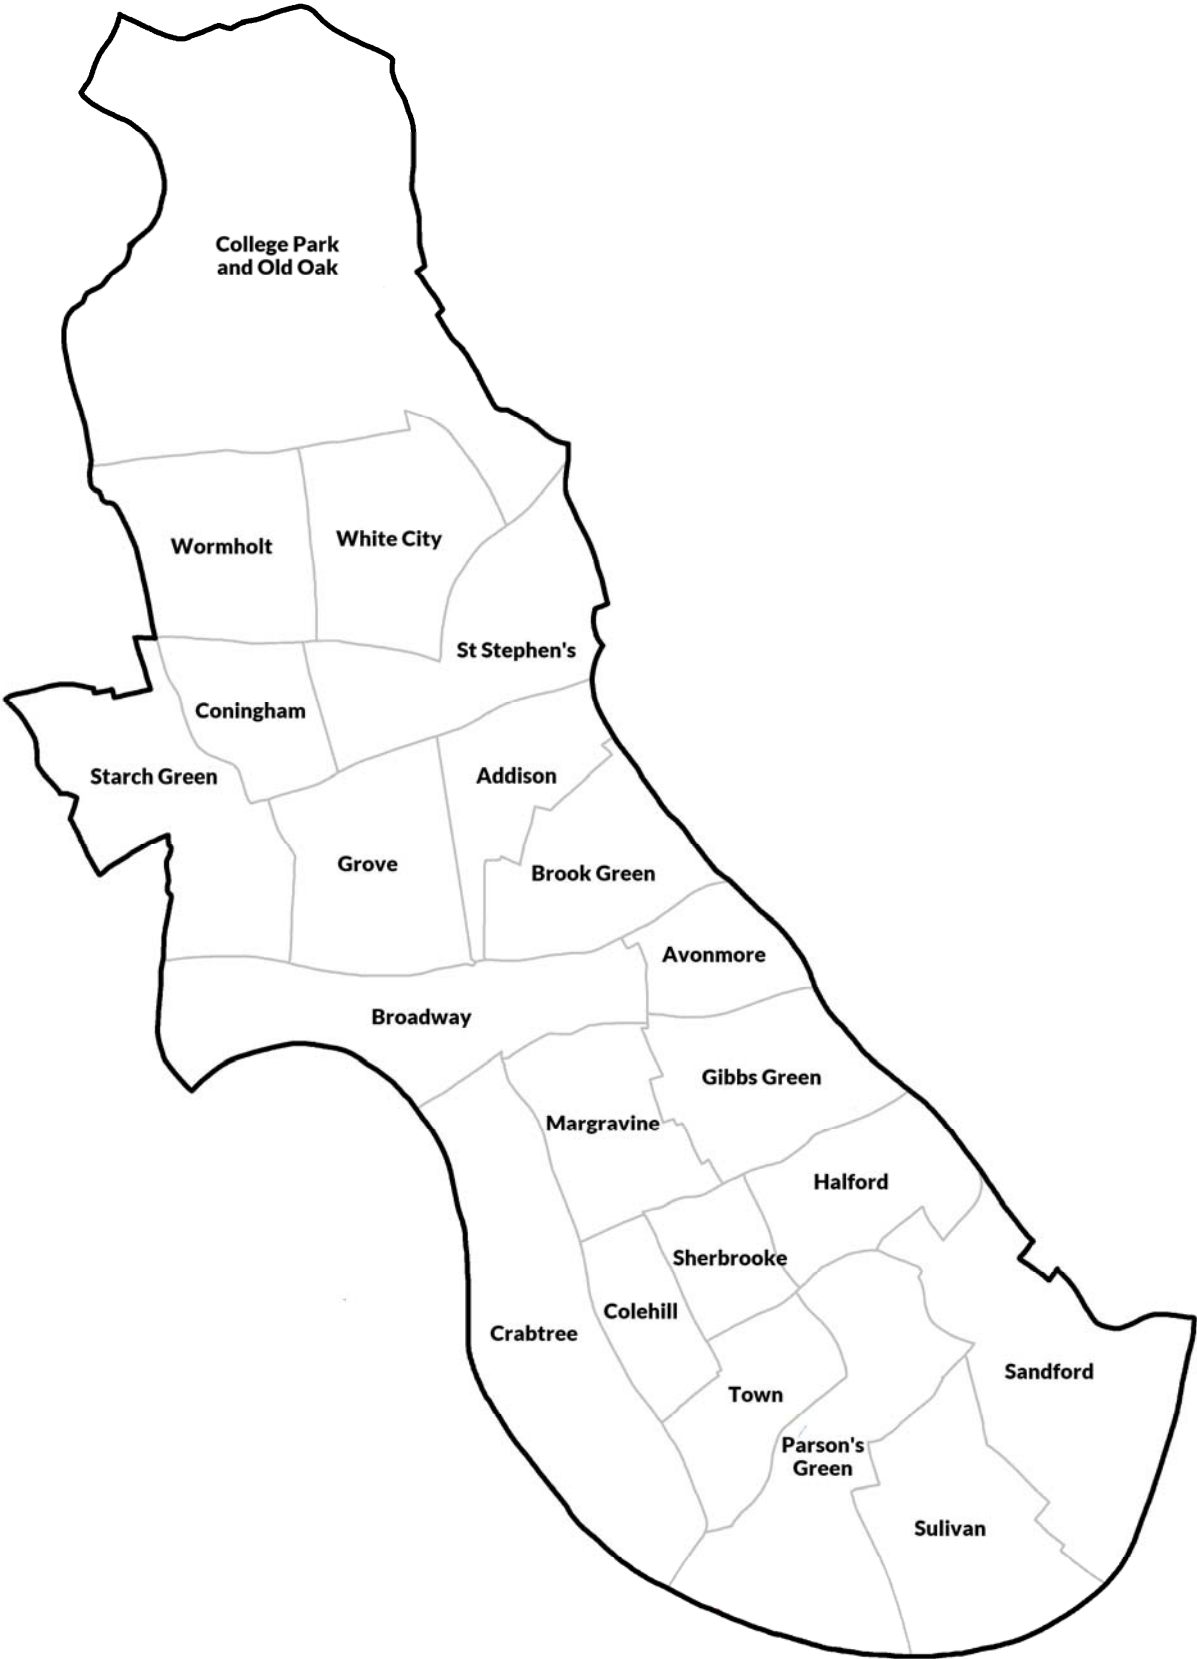 College Park
and Old Oak
Wormholt
White City
St Stephen's
Coningham
Starch Green
Addison
Grove
Brook Green
Avonmore
Broadway
Gibbs Green
Margravine
Halford
Sherbrooke
Colehill
Crabtree
Sandford
Town
Parson's
Green
Sulivan